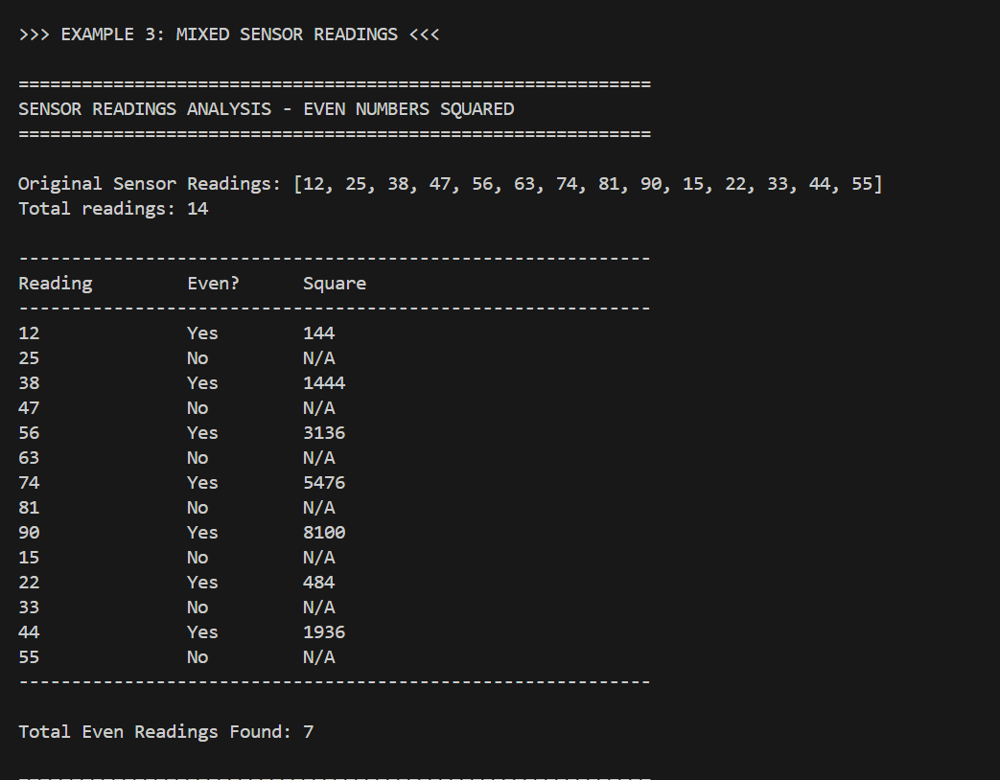 >>> EXAMPLE 3: MIXED SENSOR READINGS <<<
============================================================
SENSOR READINGS ANALYSIS - EVEN NUMBERS SQUARED
============================================================
Original Sensor Readings: [12, 25, 38, 47, 56, 63, 74, 81, 90, 15, 22, 33, 44, 55]
Total readings: 14
------------------------------------------------------------
Reading         Even?      Square
------------------------------------------------------------
12              Yes        144
25              No         N/A
38              Yes        1444
47              No         N/A
56              Yes        3136
63              No         N/A
74              Yes        5476
81              No         N/A
90              Yes        8100
15              No         N/A
22              Yes        484
33              No         N/A
44              Yes        1936
55              No         N/A
------------------------------------------------------------
Total Even Readings Found: 7
============================================================